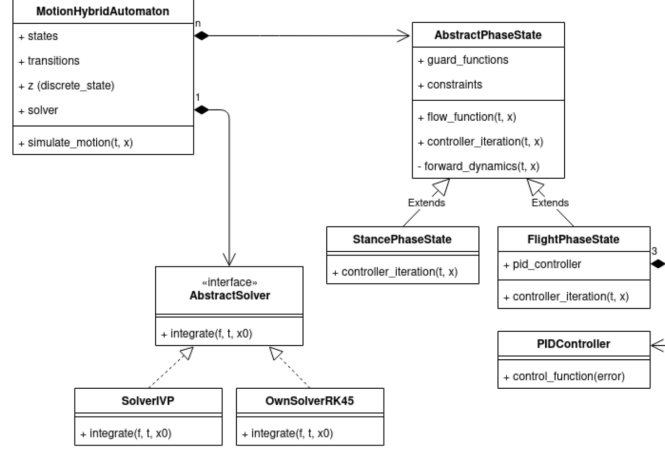 MotionHybridAutomaton
+ states
+ transitions
+ z (discrete_state)
+ solver
+ simulate_motion(t, x)
n
1
AbstractPhaseState
+ guard_functions
+ constraints
+ flow_function(t, x)
+ controller_iteration(t, x)
- forward_dynamics(t, x)
Extends
Extends
StancePhaseState
+ controller_iteration(t, x)
FlightPhaseState
+ pid_controller
+ controller_iteration(t, x)
3
«interface»
AbstractSolver
+ integrate(f, t, x0)
PIDController
+ control_function(error)
SolverIVP
+ integrate(f, t, x0)
OwnSolverRK45
+ integrate(f, t, x0)